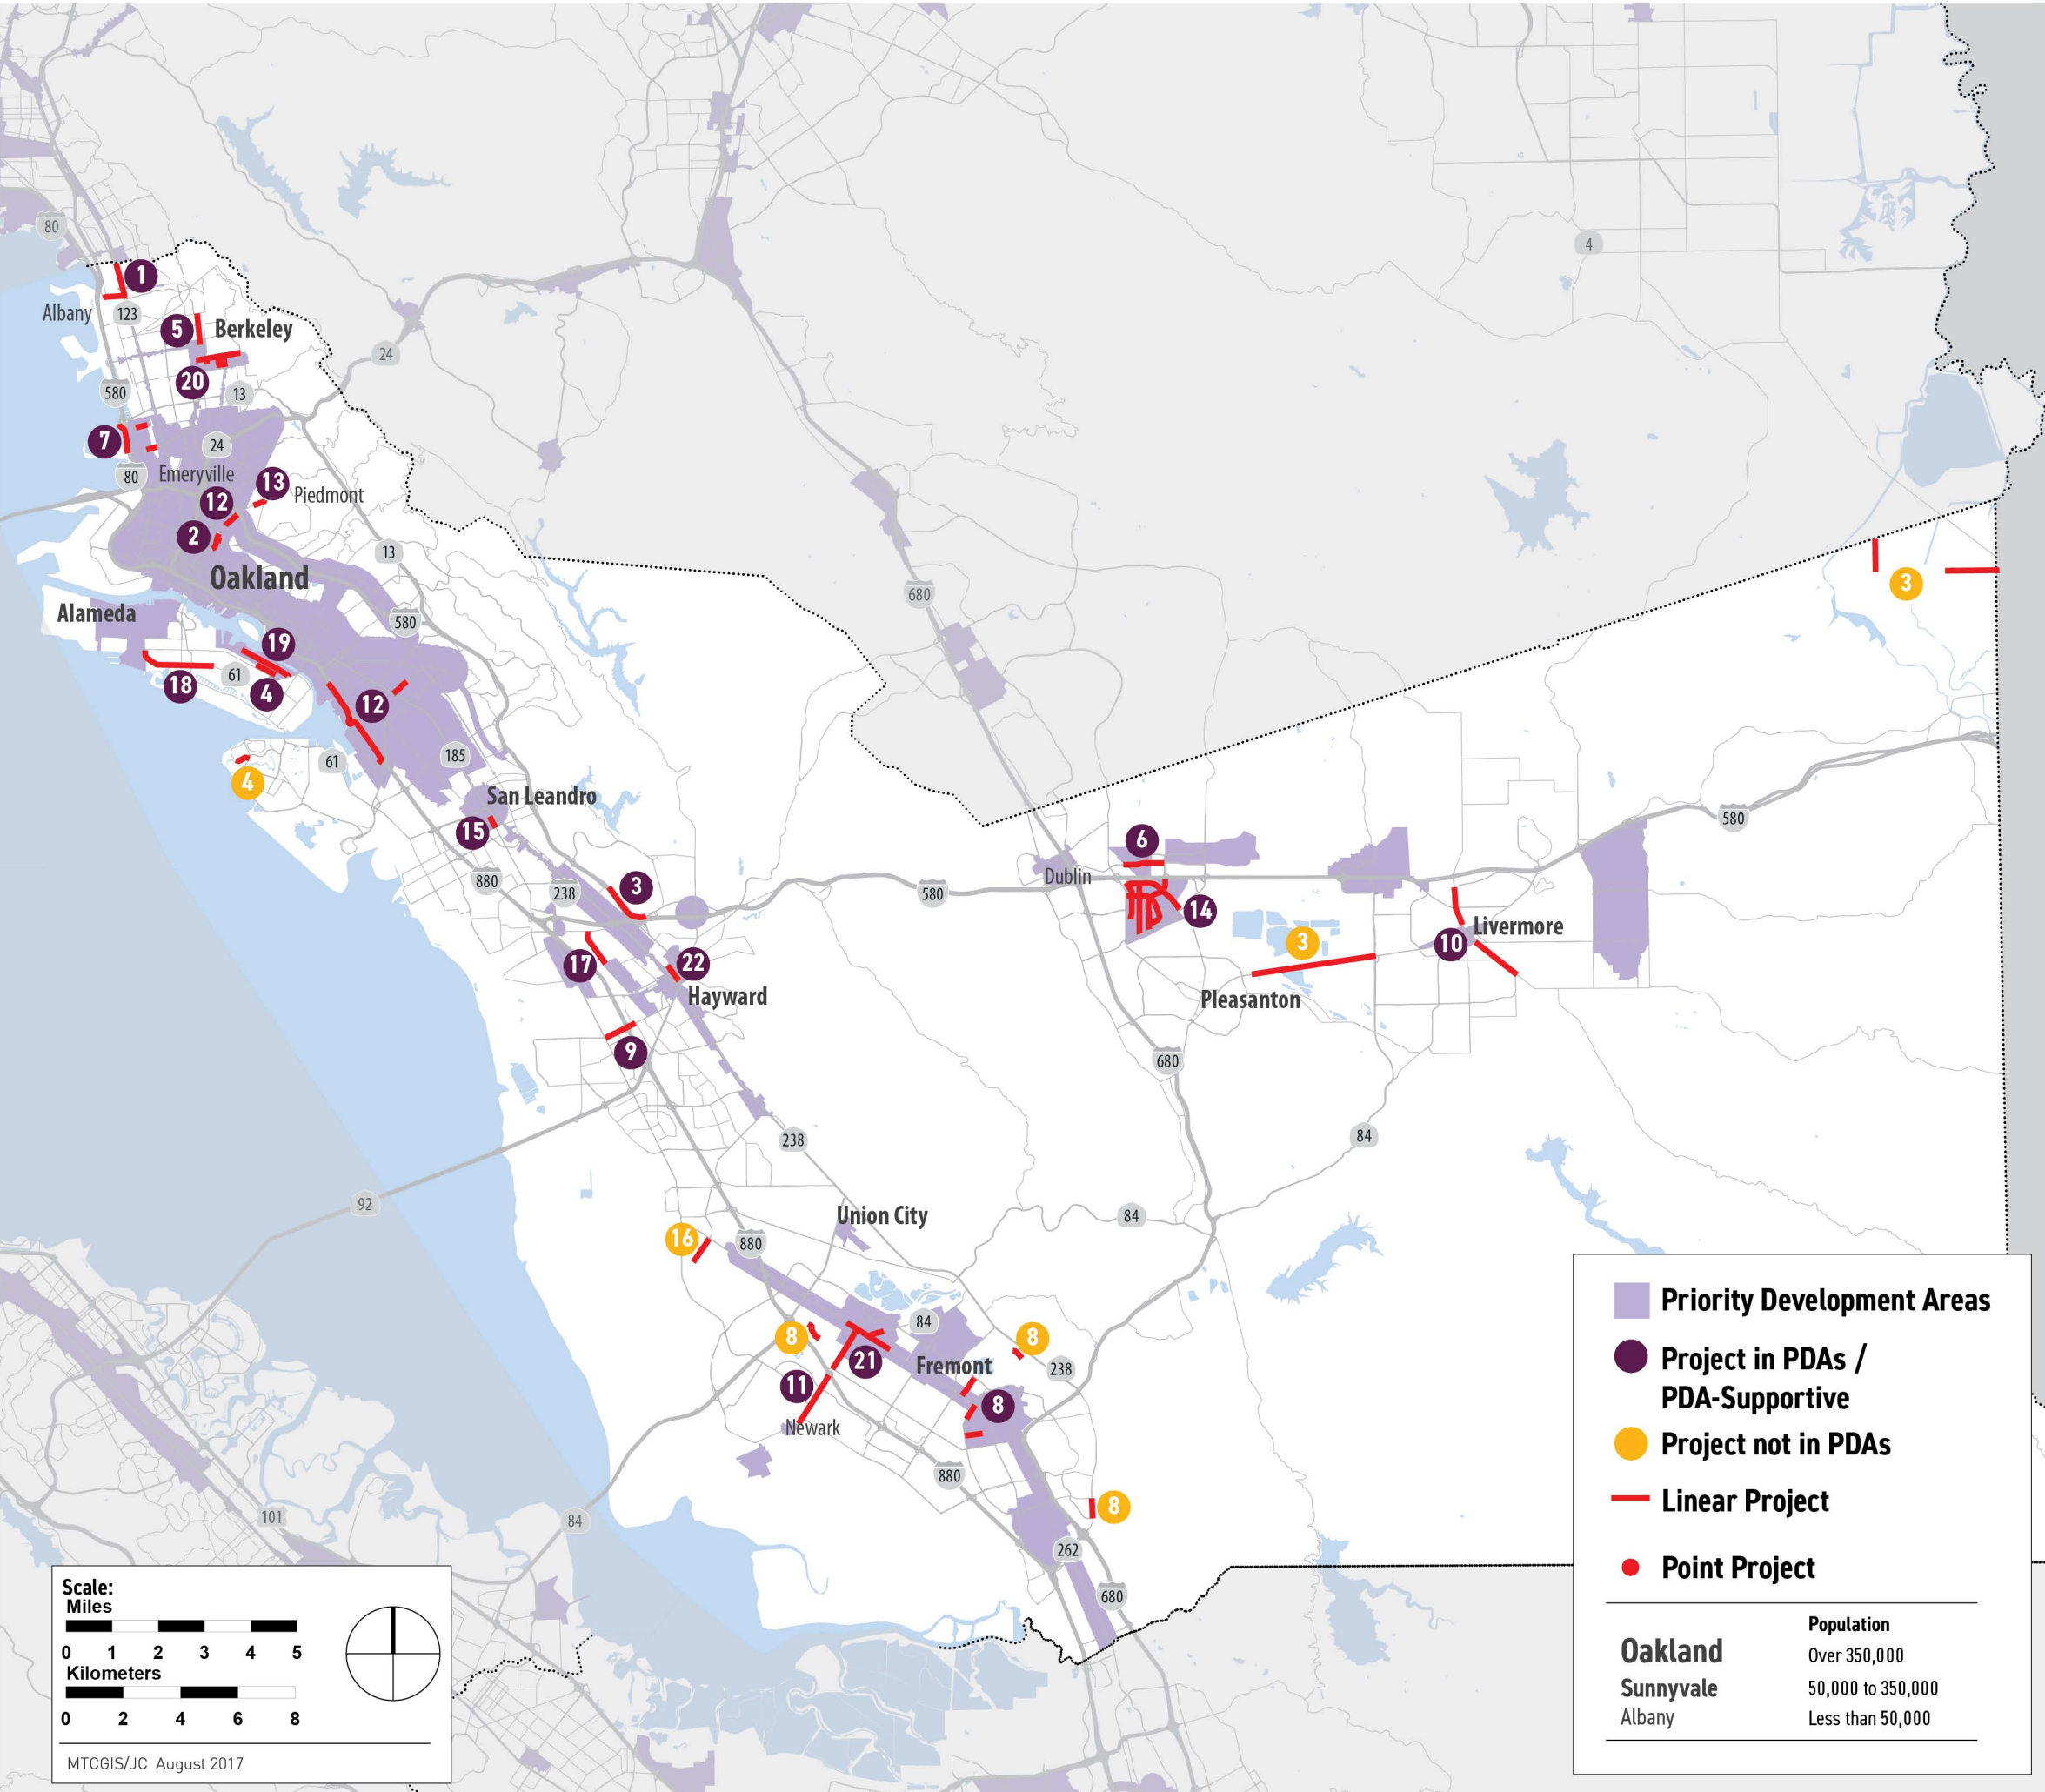 80
4
1
Albany
123
5
Berkeley
24
20
580
13
7
24
80
Emeryville
13
12
Piedmont
2
13
Oakland
3
680
Alameda
580
19
61
18
4
12
61
185
4
San Leandro
15
580
6
Dublin
880
238
3
580
14
Livermore
3
10
17
22
Hayward
Pleasanton
9
680
238
84
92
Union City
84
16
880
84
8
8
21
Fremont
238
11
8
Newark
880
8
101
84
262
680
Priority Development Areas
Project in PDAs /
PDA-Supportive
Project not in PDAs
Linear Project
Point Project
Population
Oakland
Over 350,000
Sunnyvale
50,000 to 350,000
Albany
Less than 50,000
Scale:
Miles
0 1 2 3 4 5
Kilometers
0 2 4 6 8
MTCGIS/JC August 2017